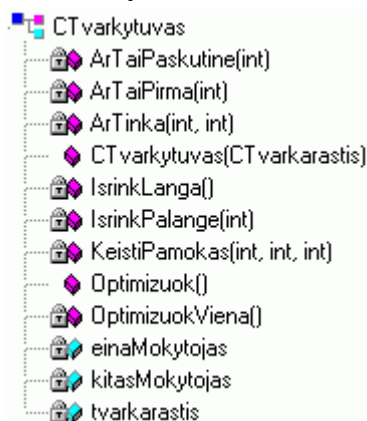 CTvarkytuvas
ArTaiPaskutine(int)
ArTaiPirma(int)
ArTinka(int, int)
CTvarkytuvas(CTvarkarastis)
IsrinkLanga()
IsrinkPalange(int)
KeistiPamokas(int, int, int)
Optimizuok()
OptimizuokViena()
einaMokytojas
kitasMokytojas
tvarkarastis